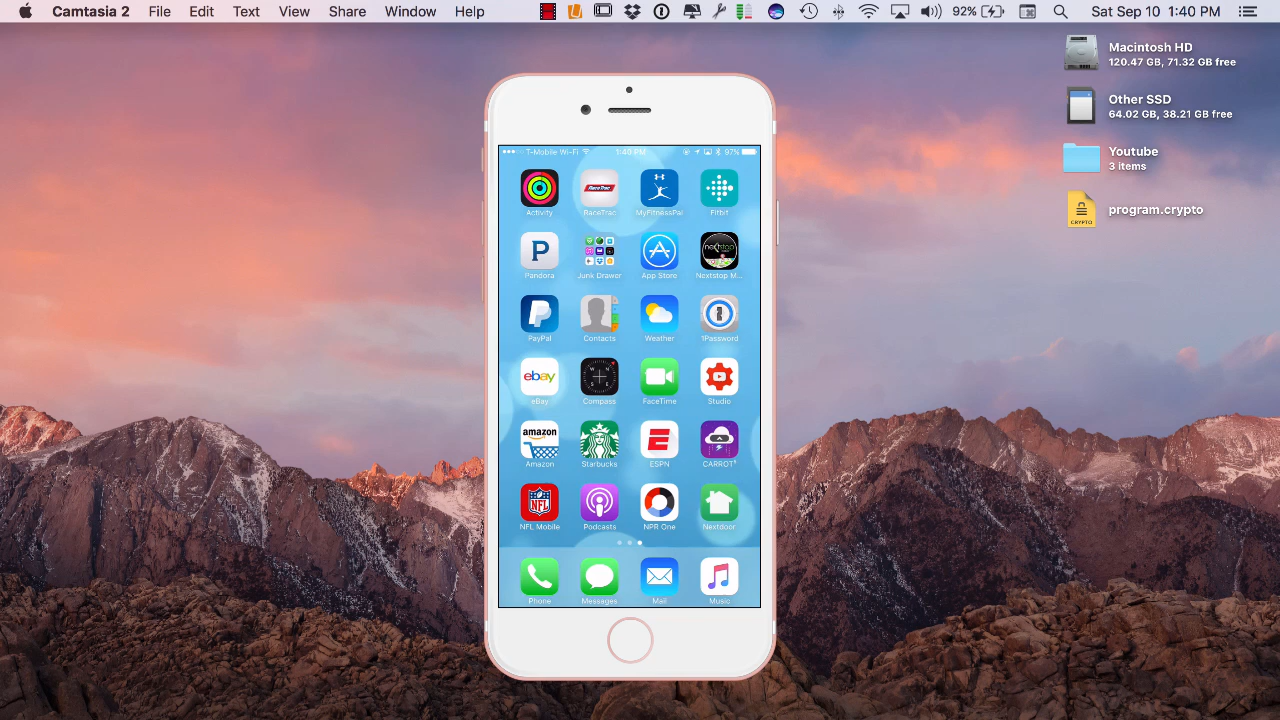 Camtasia 2 File Edit Text View Share Window Help 92% Sat Sep 10 1:40 PM
Macintosh HD
120.47 GB, 71.32 GB free
Other SSD
64.02 GB, 38.21 GB free
Youtube
3 items
CRYPTO
program.crypto
T-Mobile Wi-Fi 1:40 PM 97%
RaceTrac
Activity RaceTrac MyFitnessPal Fitbit
P nextstop
Pandora Junk Drawer App Store Nextstop M...
PayPal Contacts Weather 1Password
ebay
eBay Compass FaceTime Studio
amazon
Amazon Starbucks ESPN CARROT⁵
NFL
NFL Mobile Podcasts NPR One Nextdoor
Phone Messages Mail Music